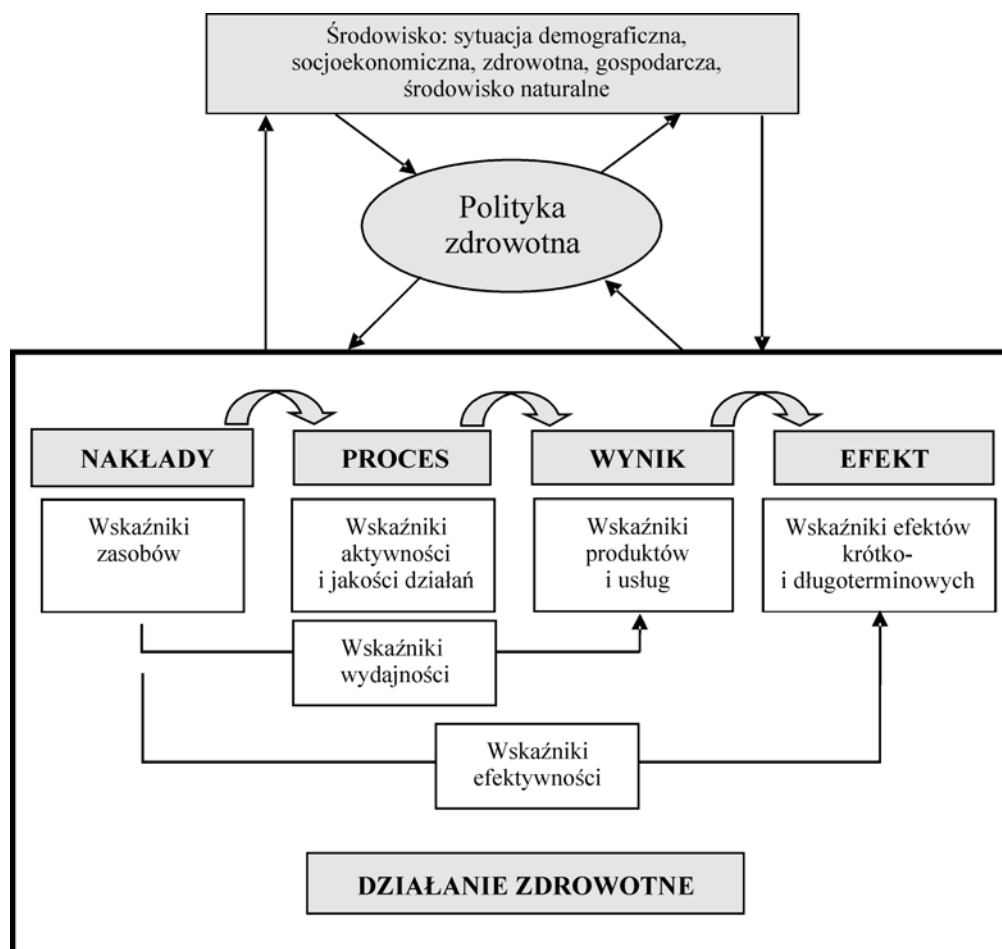 Środowisko: sytuacja demograficzna,
socjoekonomiczna, zdrowotna, gospodarcza,
środowisko naturalne
Polityka
zdrowotna
NAKŁADY
PROCES
WYNIK
EFEKT
Wskaźniki
zasobów
Wskaźniki
aktywności
i jakości działań
Wskaźniki
produktów
i usług
Wskaźniki efektów
krótko-
i długoterminowych
Wskaźniki
wydajności
Wskaźniki
efektywności
DZIAŁANIE ZDROWOTNE